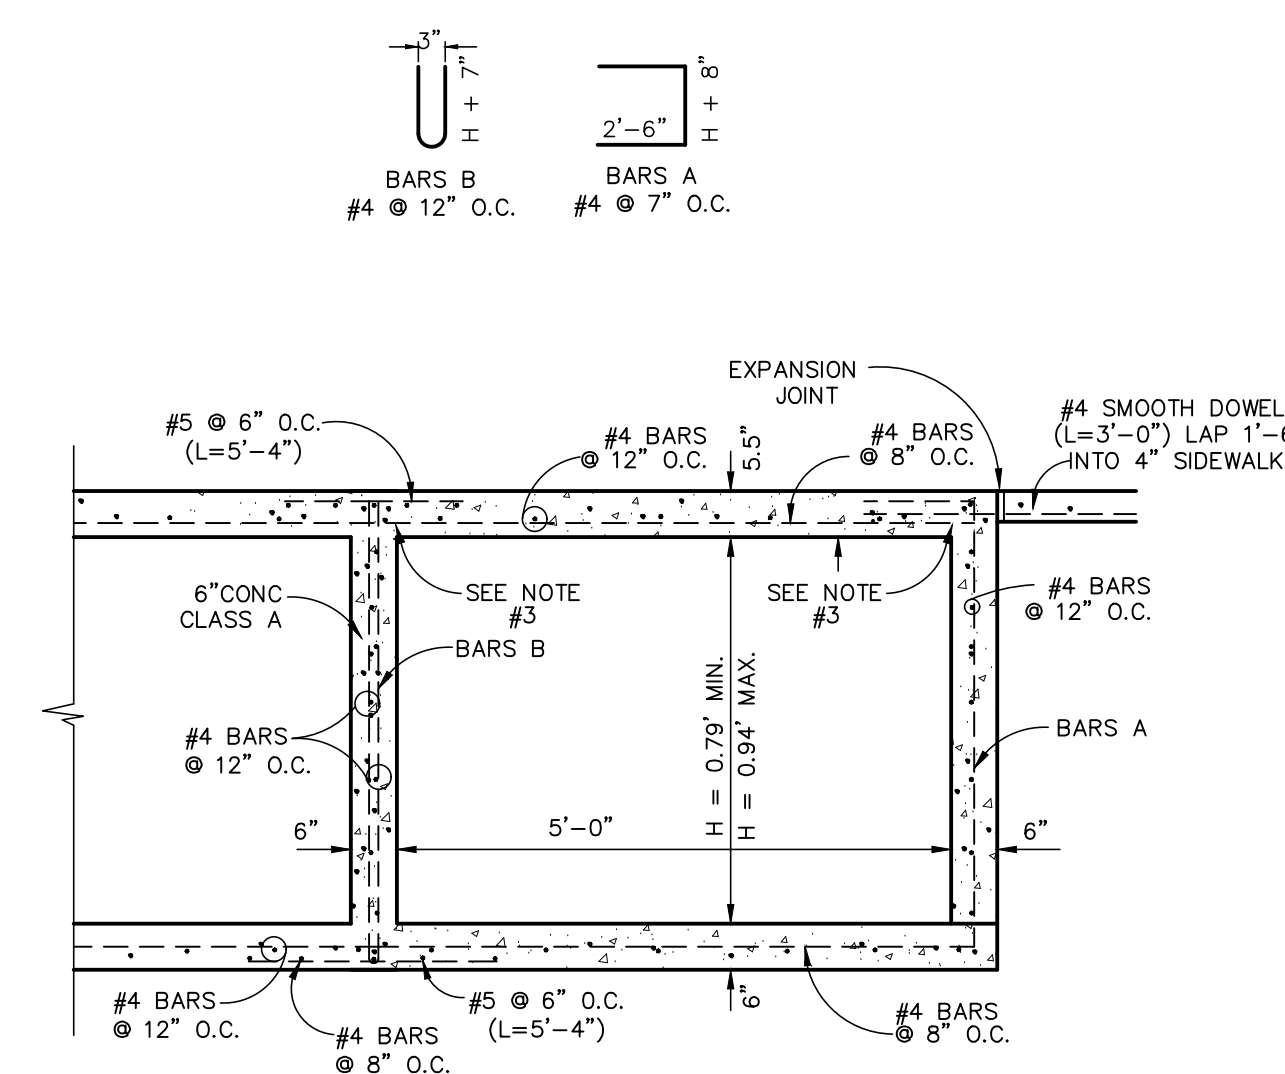 3”
H + 7”
BARS B
#4 @ 12” O.C.
2’-6”
H + 8”
BARS A
#4 @ 7” O.C.
EXPANSION
JOINT
#5 @ 6” O.C.
(L=5’-4”)
#4 BARS
@ 12” O.C.
5.5”
#4 BARS
@ 8” O.C.
#4 SMOOTH DOWEL
(L=3’-0”) LAP 1’-6
INTO 4” SIDEWALK
6”CONC
CLASS A
SEE NOTE
#3
SEE NOTE
#3
#4 BARS
@ 12” O.C.
BARS B
H = 0.79’ MIN.
H = 0.94’ MAX.
#4 BARS
@ 12” O.C.
BARS A
6”
5’-0”
6”
#4 BARS
@ 12” O.C.
#4 BARS
@ 8” O.C.
#5 @ 6” O.C.
(L=5’-4”)
6”
#4 BARS
@ 8” O.C.